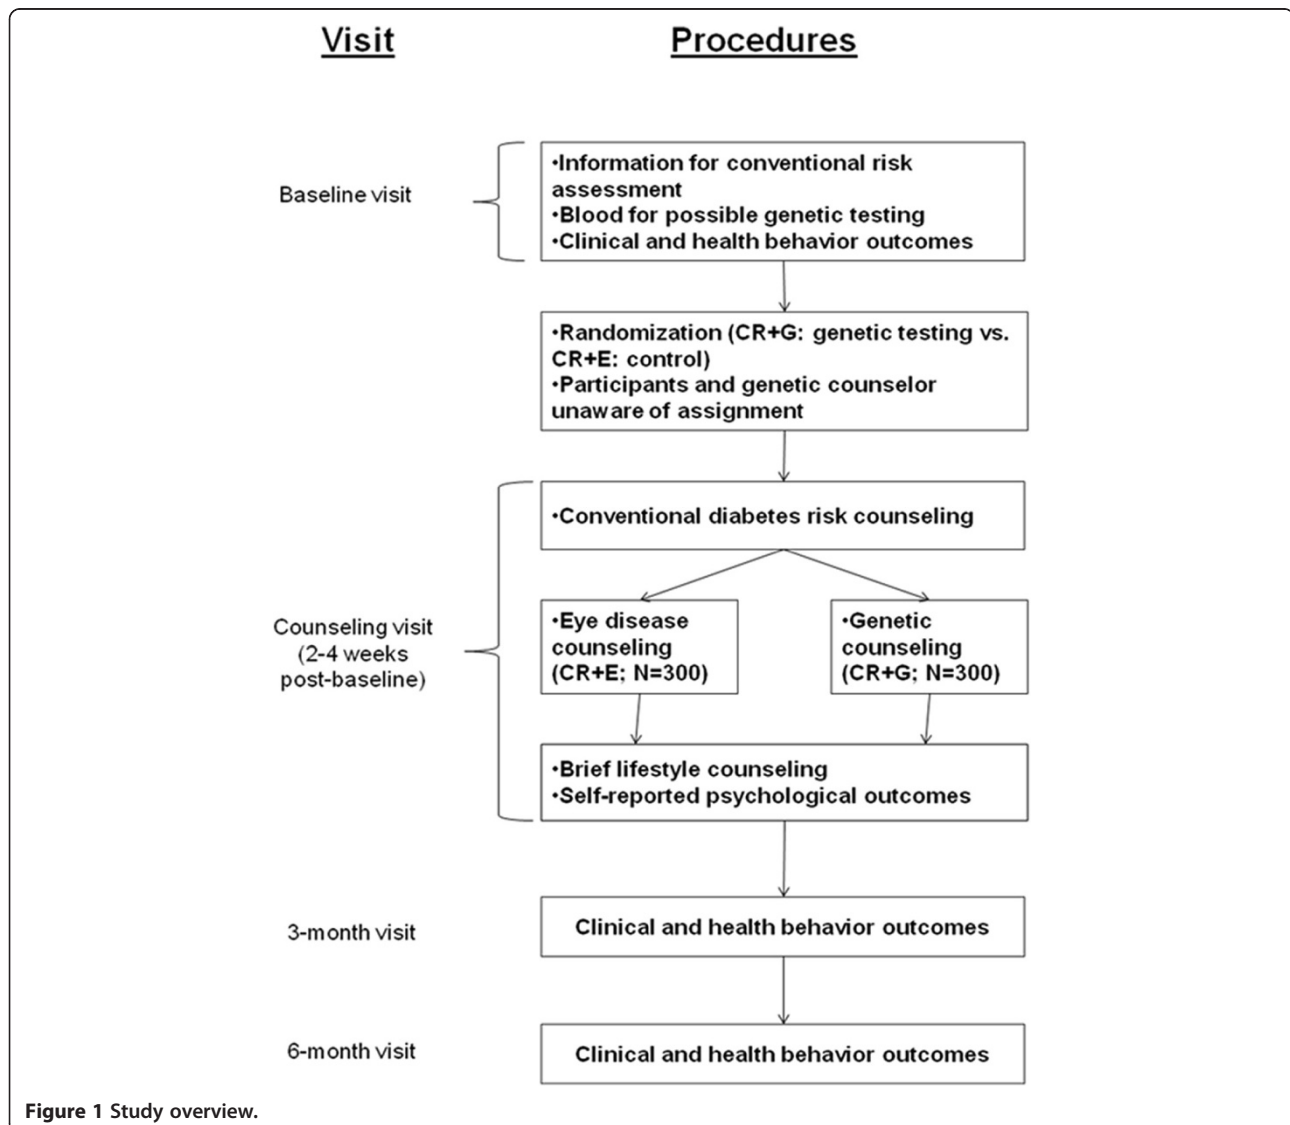 Visit
Procedures
Baseline visit
•Information for conventional risk
assessment
•Blood for possible genetic testing
•Clinical and health behavior outcomes
•Randomization (CR+G: genetic testing vs.
CR+E: control)
•Participants and genetic counselor
unaware of assignment
Counseling visit
(2-4 weeks
post-baseline)
•Conventional diabetes risk counseling
•Eye disease
counseling
(CR+E; N=300)
•Genetic
counseling
(CR+G; N=300)
•Brief lifestyle counseling
•Self-reported psychological outcomes
3-month visit
Clinical and health behavior outcomes
6-month visit
Clinical and health behavior outcomes
Figure 1 Study overview.